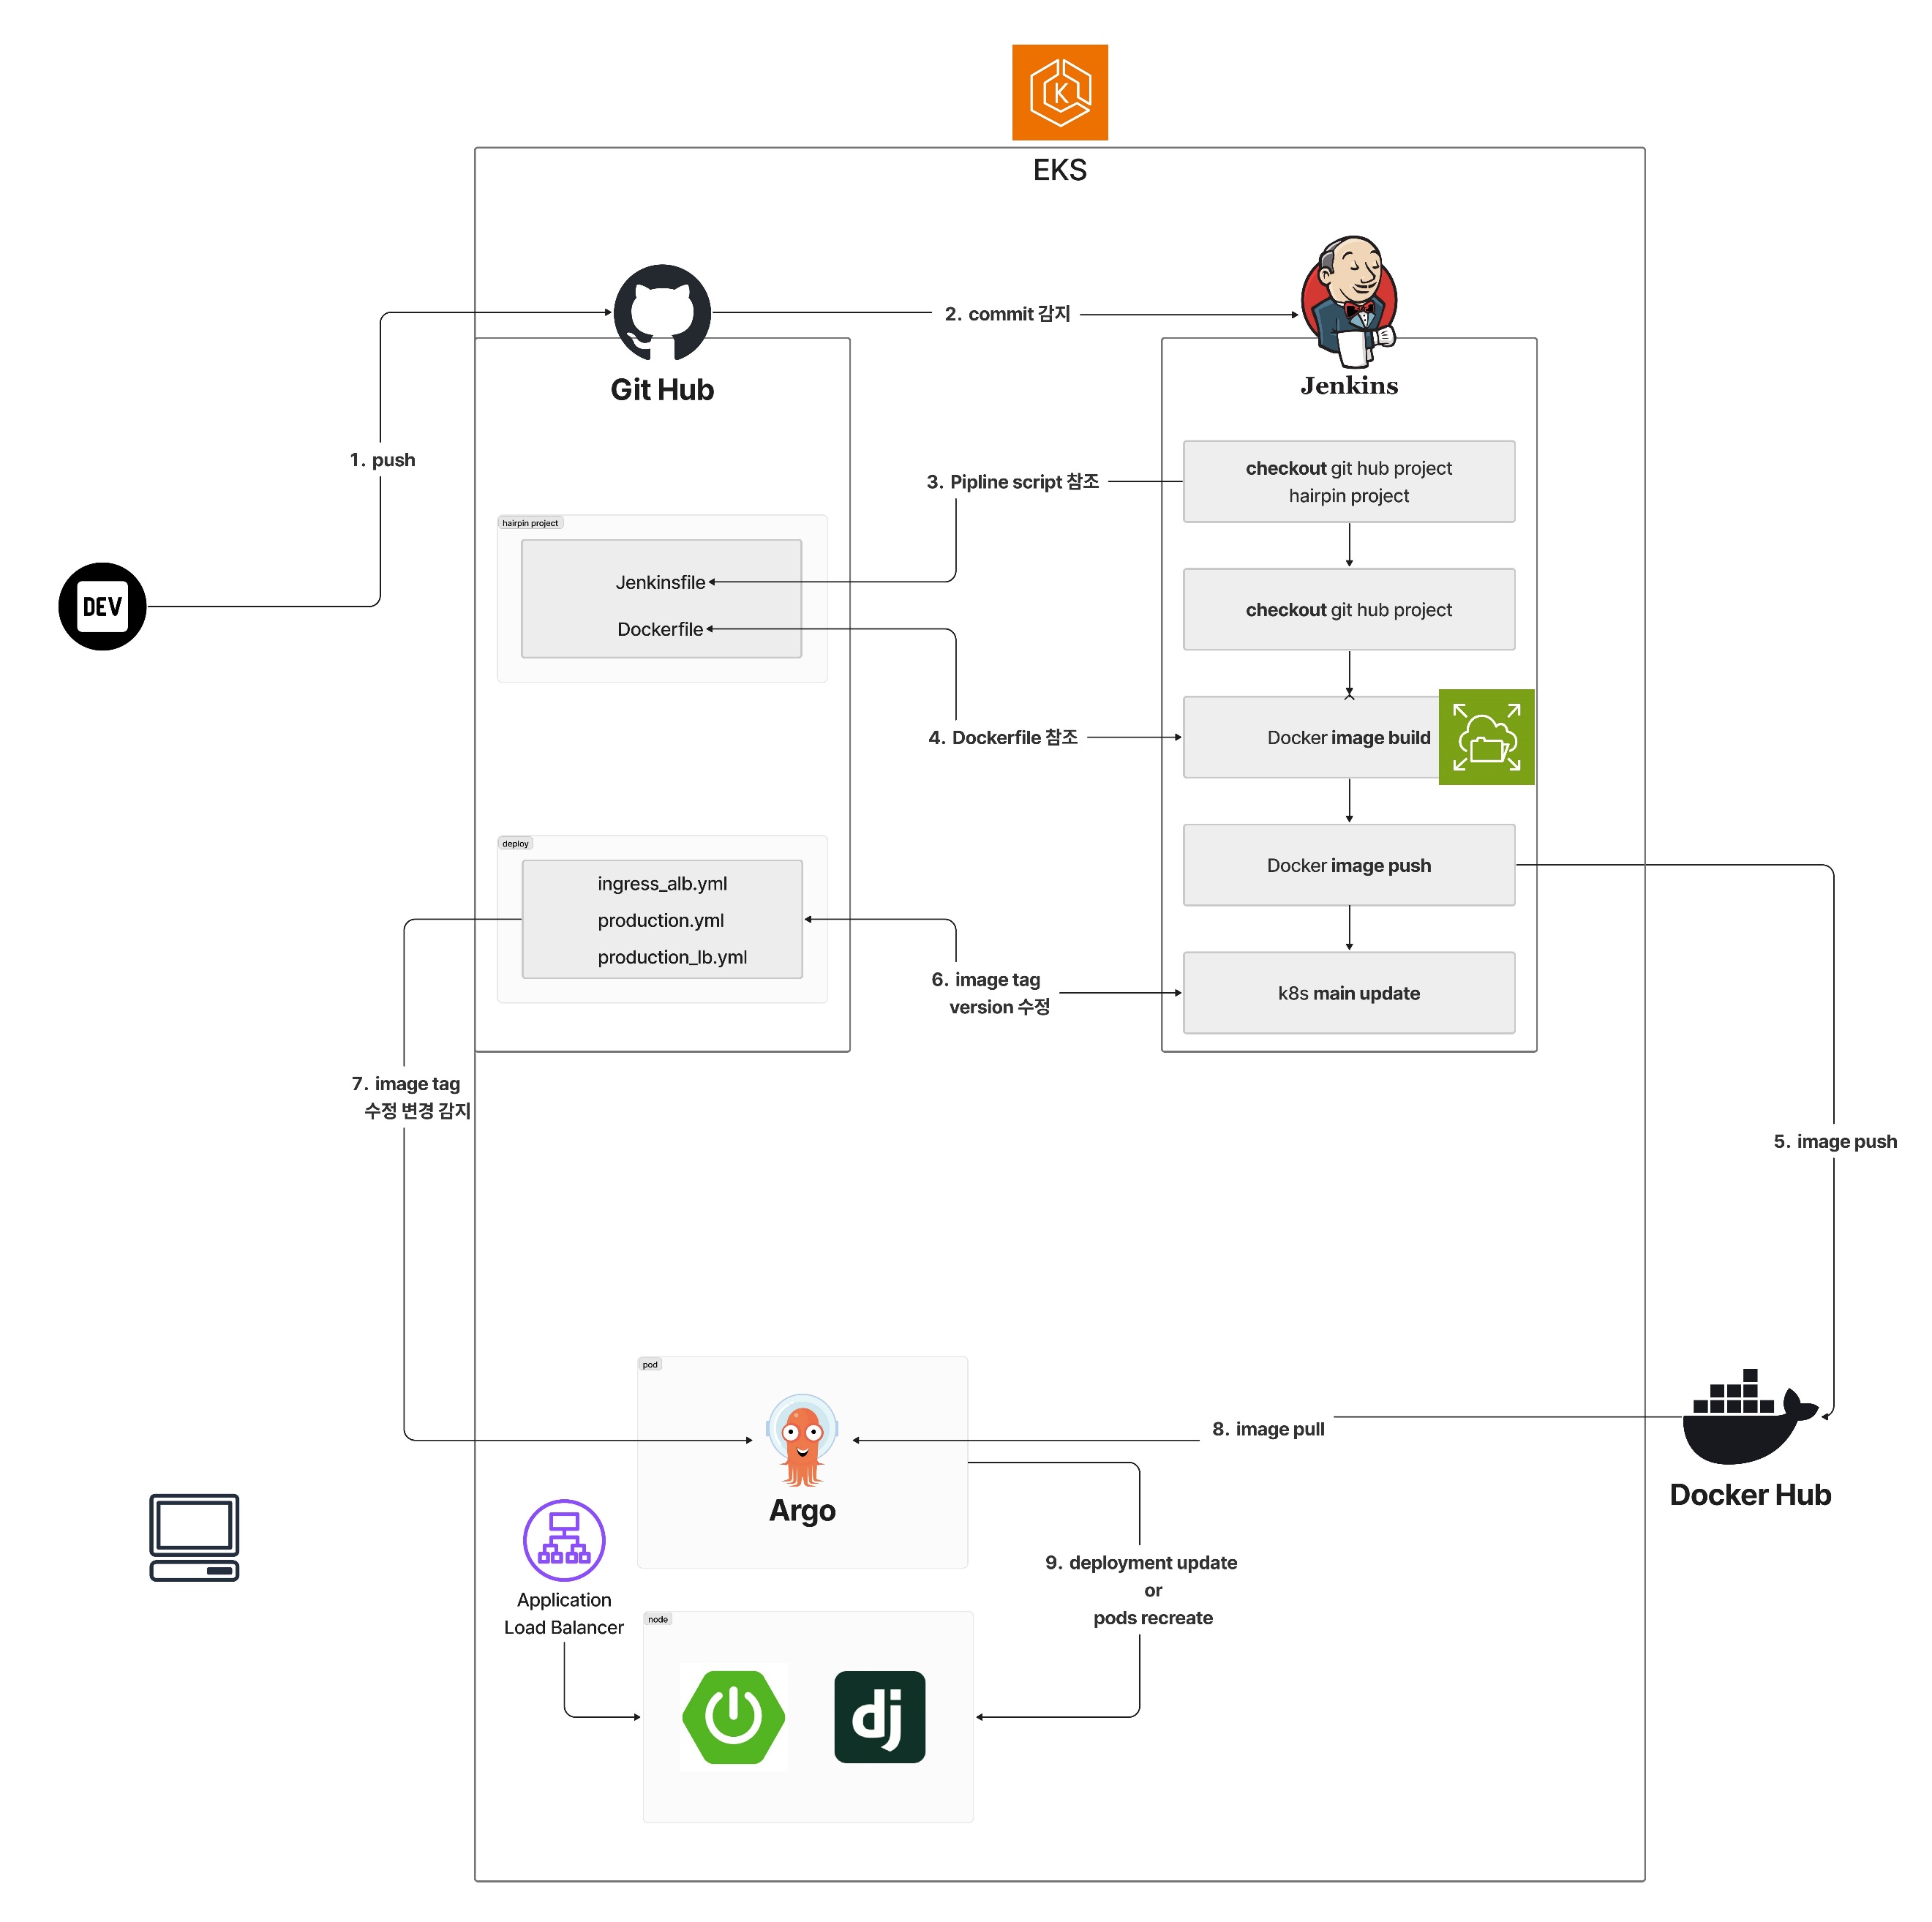 EKS
Git Hub
2. commit 감지
Jenkins
1. push
checkout git hub project
hairpin project
3. Pipline script 참조
hairpin project
Jenkinsfile
Dockerfile
DEV
checkout git hub project
4. Dockerfile 참조
Docker image build
deploy
ingress_alb.yml
production.yml
production_lb.yml
Docker image push
6. image tag
version 수정
k8s main update
7. image tag
수정 변경 감지
5. image push
pod
Argo
8. image pull
Docker Hub
9. deployment update
or
pods recreate
Application
Load Balancer
node
dj